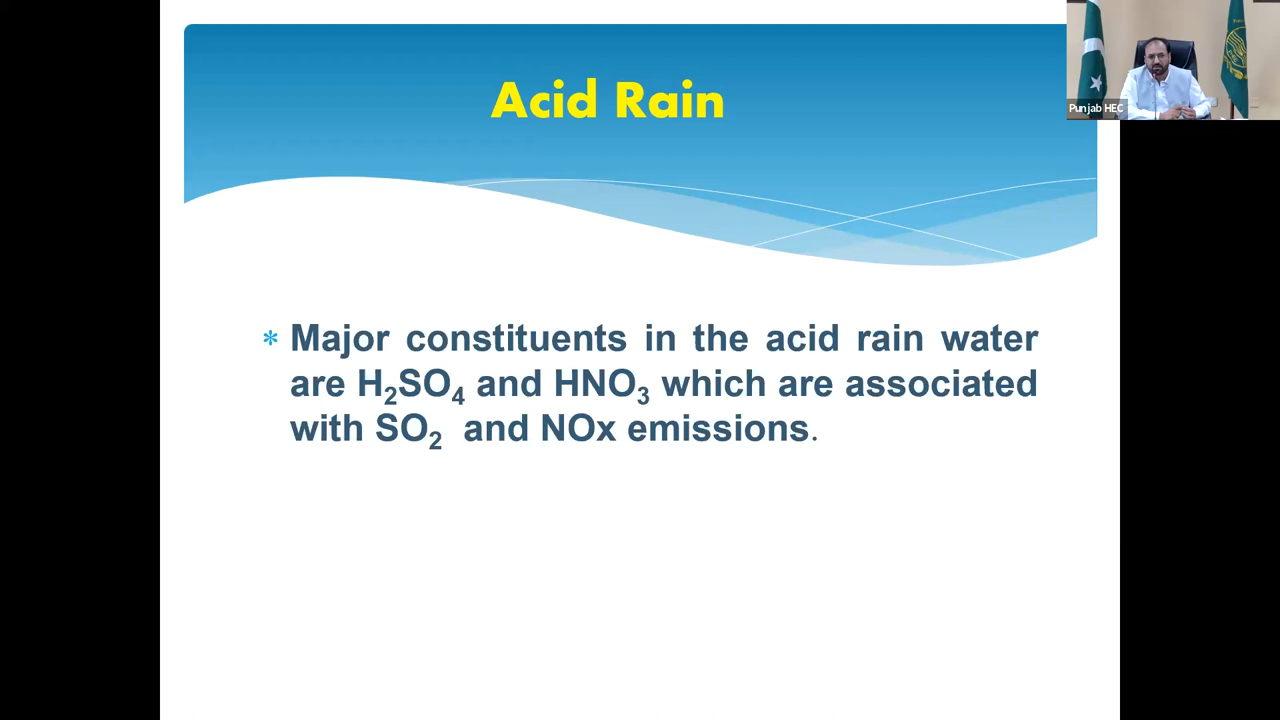 Acid Rain
Punjab HEC
* Major constituents in the acid rain water
are H₂SO₄ and HNO₃ which are associated
with SO₂ and NOx emissions.